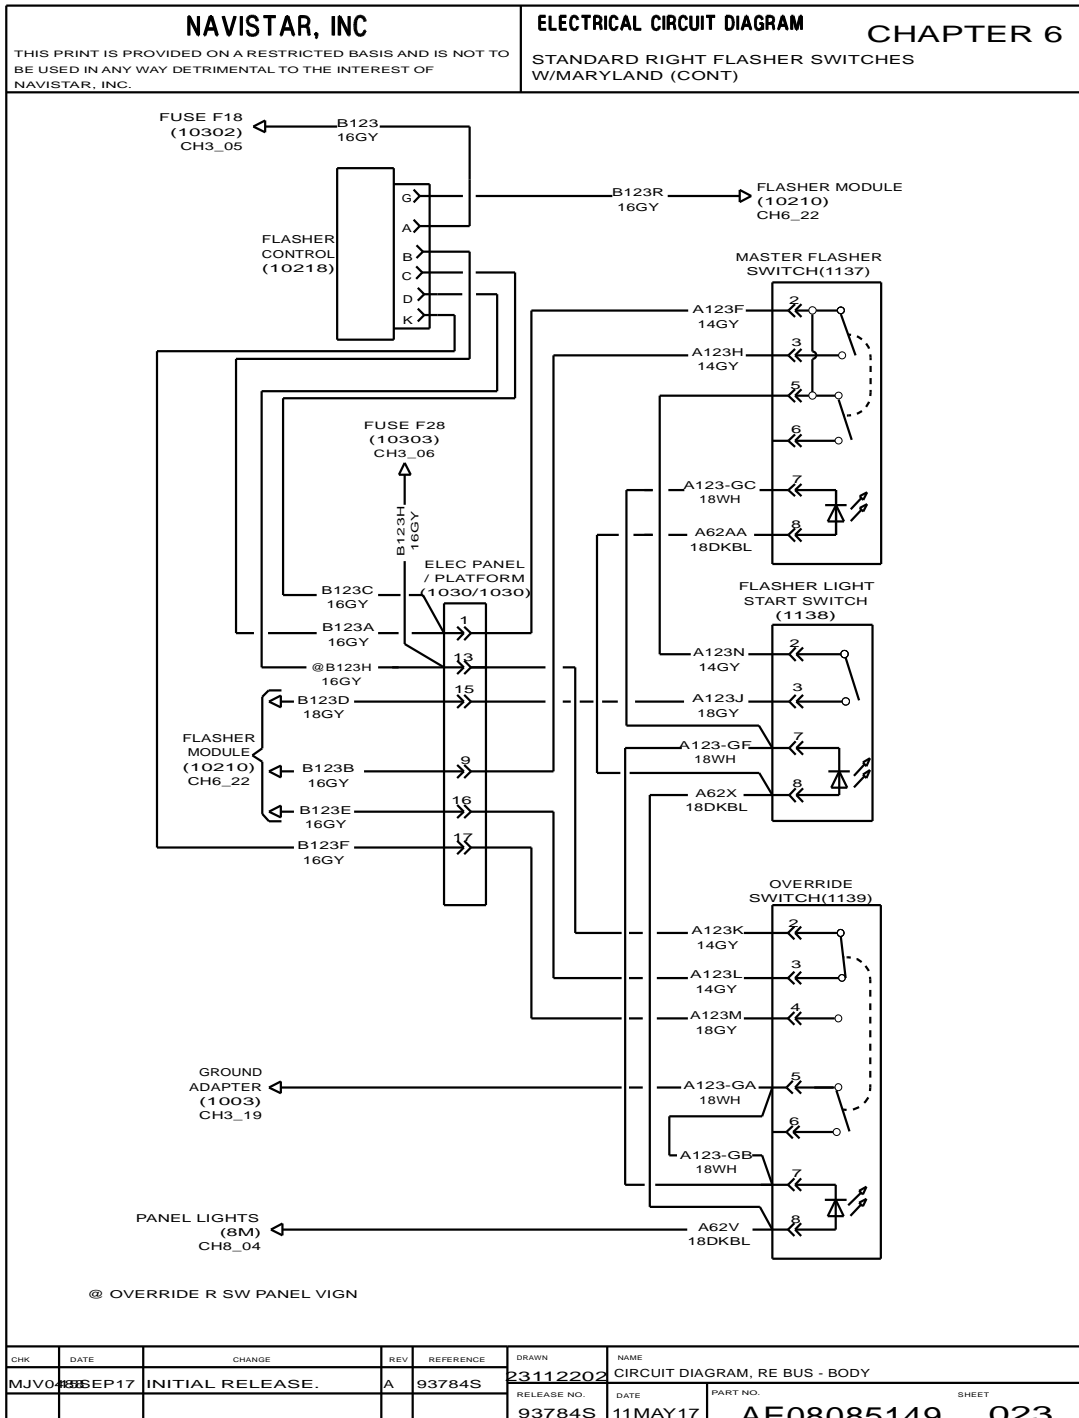 NAVISTAR, INC
THIS PRINT IS PROVIDED ON A RESTRICTED BASIS AND IS NOT TO
BE USED IN ANY WAY DETRIMENTAL TO THE INTEREST OF
NAVISTAR, INC.
ELECTRICAL CIRCUIT DIAGRAM
CHAPTER 6
STANDARD RIGHT FLASHER SWITCHES
W/MARYLAND (CONT)
FUSE F18
(10302)
CH3_05
B123
16GY
FLASHER
CONTROL
(10218)
G
A
B
C
D
K
B123R
16GY
FLASHER MODULE
(10210)
CH6_22
MASTER FLASHER
SWITCH(1137)
A123F
14GY
2
A123H
14GY
3
5
6
A123-GC
18WH
7
A62AA
18DKBL
8
FUSE F28
(10303)
CH3_06
B123H
16GY
ELEC PANEL
/ PLATFORM
(1030/1030)
B123C
16GY
B123A
16GY
1
@B123H
16GY
13
B123D
18GY
15
FLASHER
MODULE
(10210)
CH6_22
B123B
16GY
9
B123E
16GY
16
B123F
16GY
17
FLASHER LIGHT
START SWITCH
(1138)
A123N
14GY
2
A123J
18GY
3
A123-GF
18WH
7
A62X
18DKBL
8
OVERRIDE
SWITCH(1139)
A123K
14GY
2
A123L
14GY
3
A123M
18GY
4
GROUND
ADAPTER
(1003)
CH3_19
A123-GA
18WH
5
6
A123-GB
18WH
7
PANEL LIGHTS
(8M)
CH8_04
A62V
18DKBL
8
@ OVERRIDE R SW PANEL VIGN
CHK DATE CHANGE REV REFERENCE
MJV04 SEP17 INITIAL RELEASE. A 93784S
DRAWN
23112202
NAME
CIRCUIT DIAGRAM, RE BUS - BODY
RELEASE NO.
93784S
DATE
11MAY17
PART NO.
AE08085149
SHEET
023